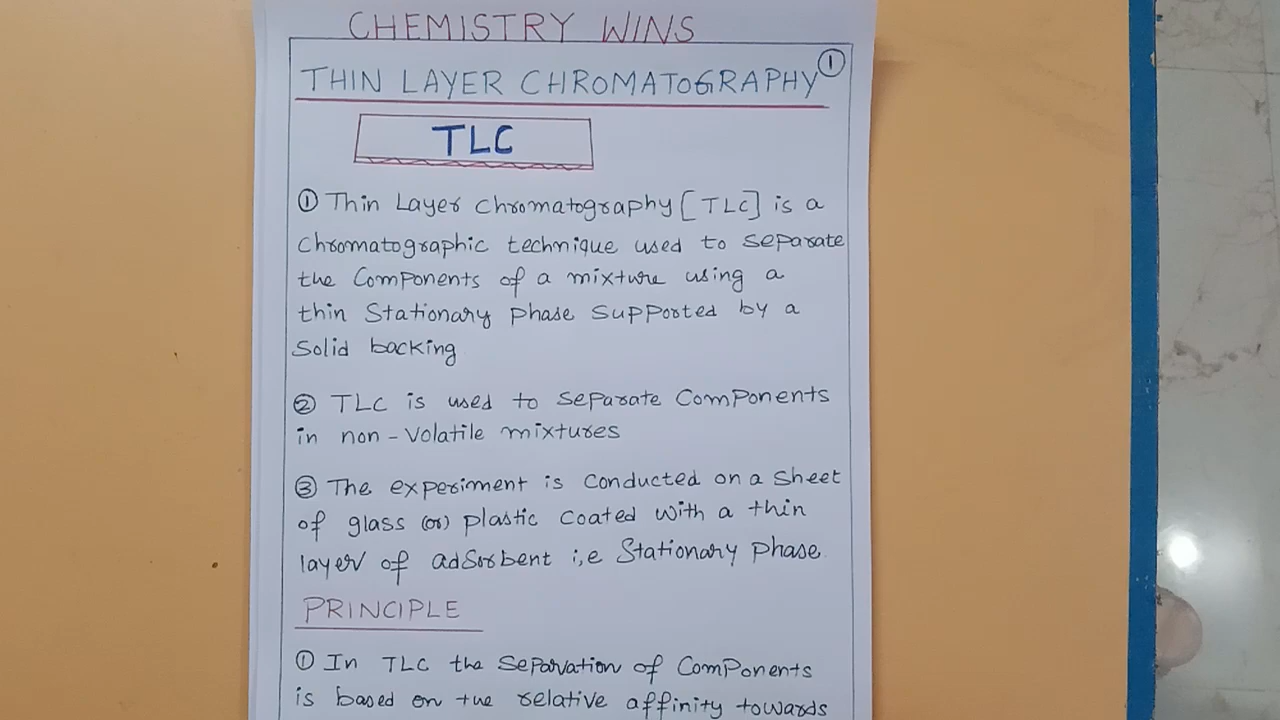 CHEMISTRY WINS
①
THIN LAYER CHROMATOGRAPHY
TLC
① Thin Layer chromatography [TLC] is a
chromatographic technique used to separate
the components of a mixture using a
thin stationary phase supported by a
solid backing
② TLC is used to separate components
in non-volatile mixtures
③ The experiment is conducted on a sheet
of glass (or) plastic coated with a thin
layer of adsorbent i,e stationary phase
PRINCIPLE
① In TLC the separation of components
is based on the relative affinity towards